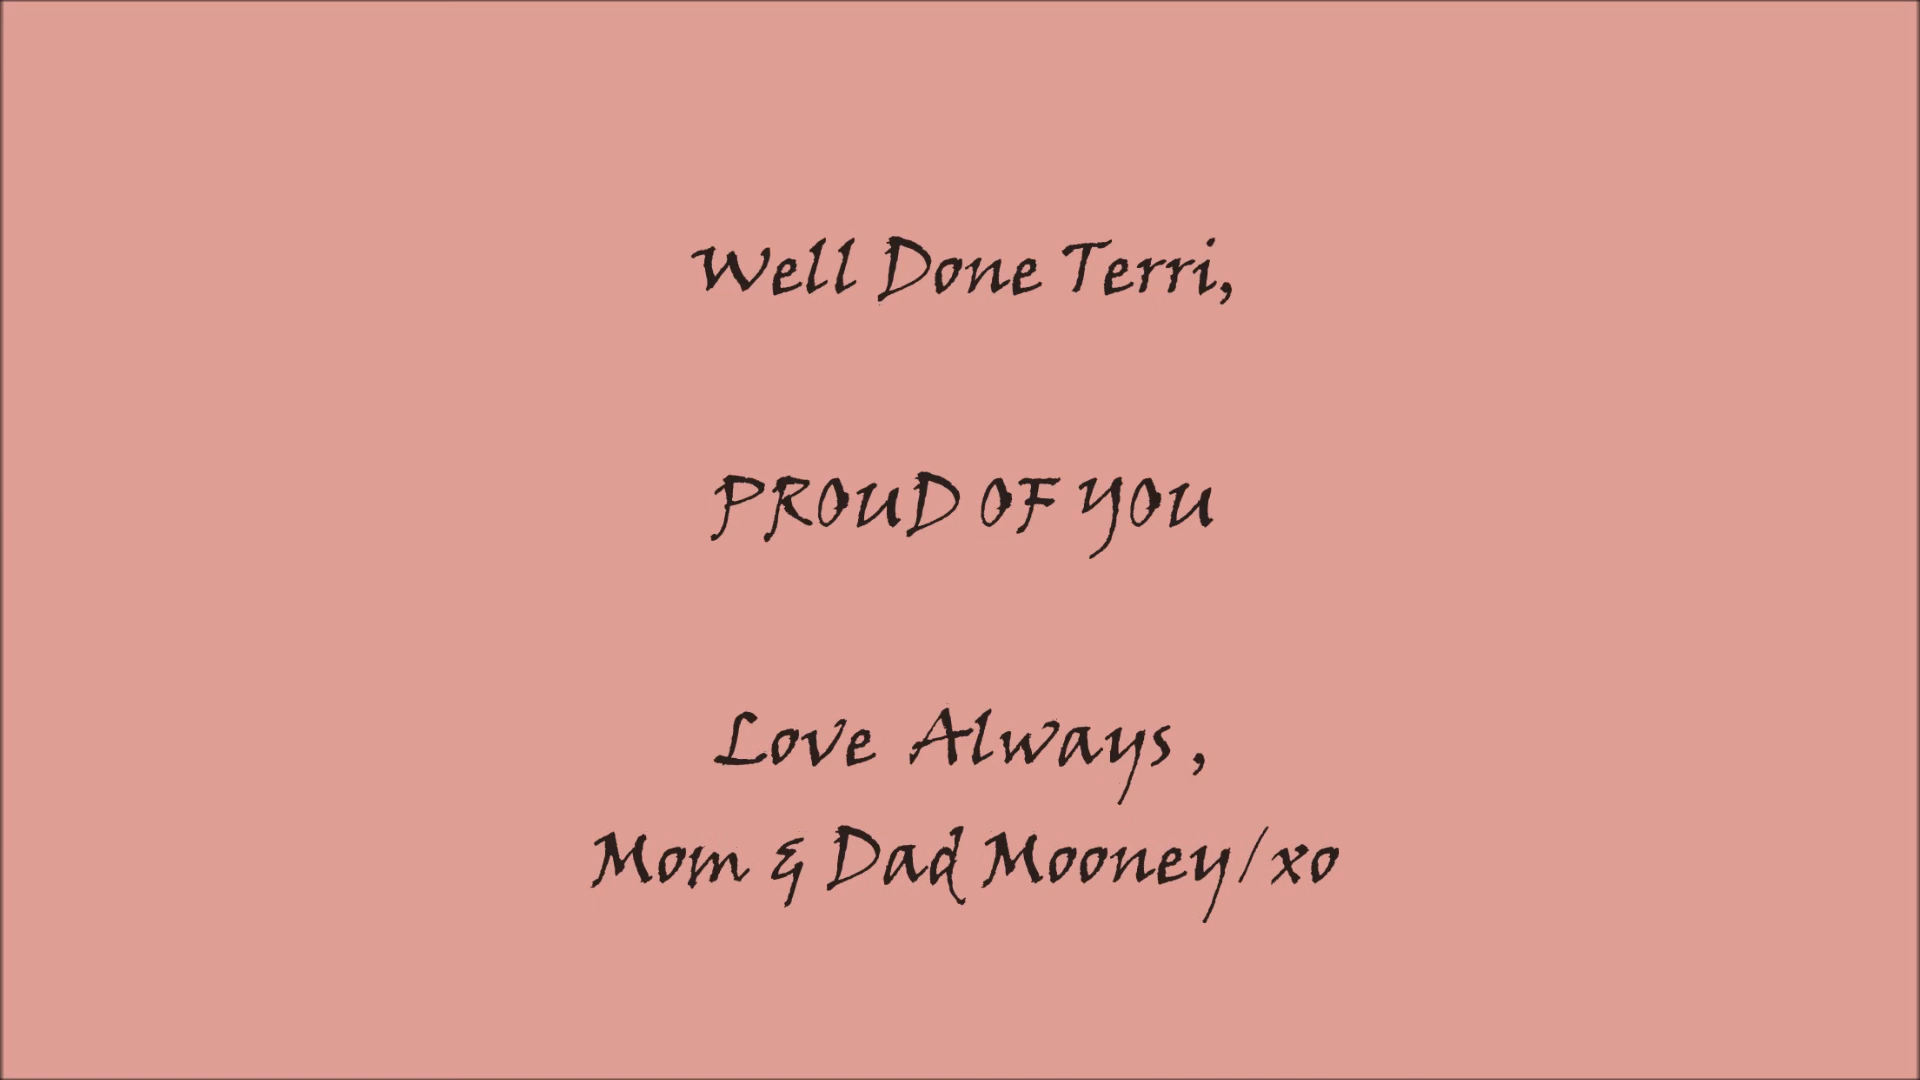 Well Done Terri,
PROUD OF YOU
Love Always ,
Mom & Dad Mooney/xo